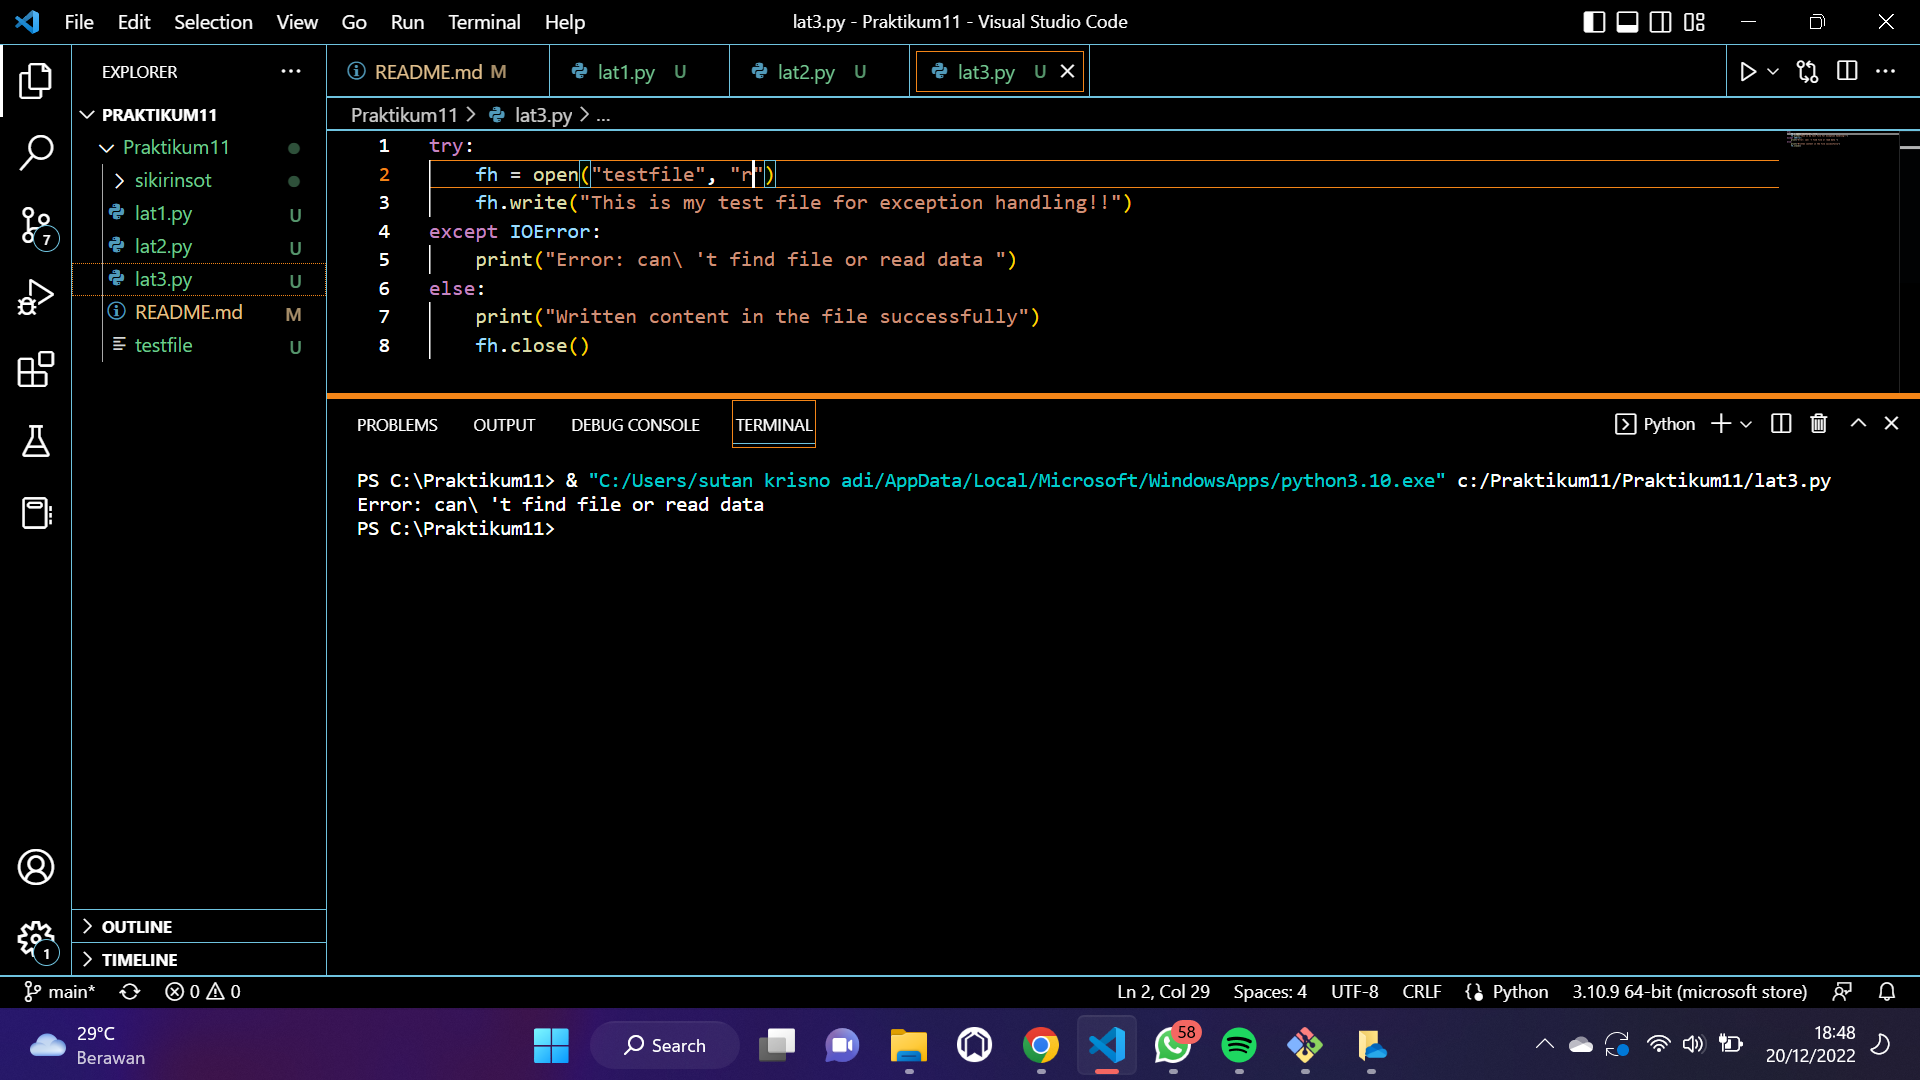 File Edit Selection View Go Run Terminal Help
lat3.py - Praktikum11 - Visual Studio Code
EXPLORER
PRAKTIKUM11
Praktikum11
sikirinsot
lat1.py U
lat2.py U
lat3.py U
README.md M
testfile U
OUTLINE
TIMELINE
7
1
README.md M
lat1.py U
lat2.py U
lat3.py U
Praktikum11 > lat3.py > ...
1 try:
2 fh = open("testfile", "r")
3 fh.write("This is my test file for exception handling!!")
4 except IOError:
5 print("Error: can\ 't find file or read data ")
6 else:
7 print("Written content in the file successfully")
8 fh.close()
PROBLEMS OUTPUT DEBUG CONSOLE TERMINAL
Python
PS C:\Praktikum11> & "C:/Users/sutan krisno adi/AppData/Local/Microsoft/WindowsApps/python3.10.exe" c:/Praktikum11/Praktikum11/lat3.py
Error: can\ 't find file or read data
PS C:\Praktikum11>
main* 0 0
Ln 2, Col 29 Spaces: 4 UTF-8 CRLF Python 3.10.9 64-bit (microsoft store)
29°C
Berawan
Search
58
18:48
20/12/2022